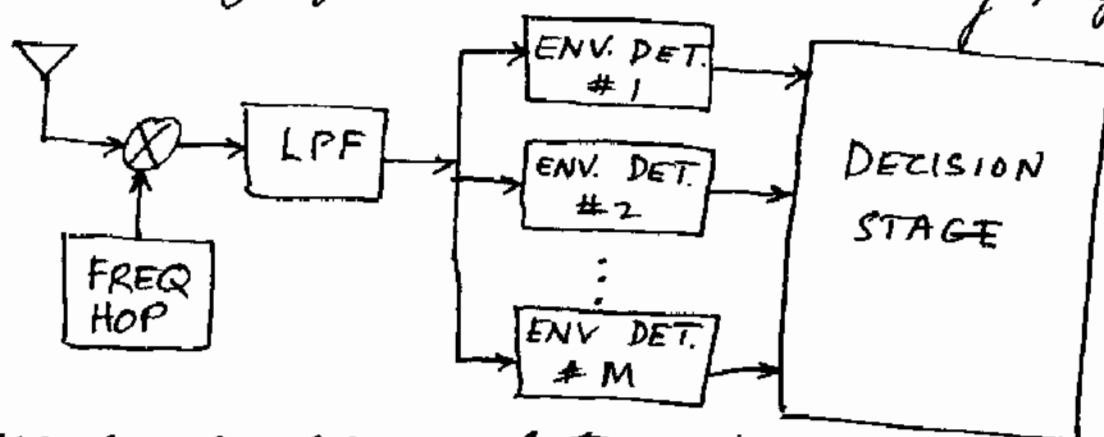 ENV. DET.
# 1
LPF
ENV. DET.
# 2
DECISION
STAGE
FREQ
HOP
ENV DET.
# M